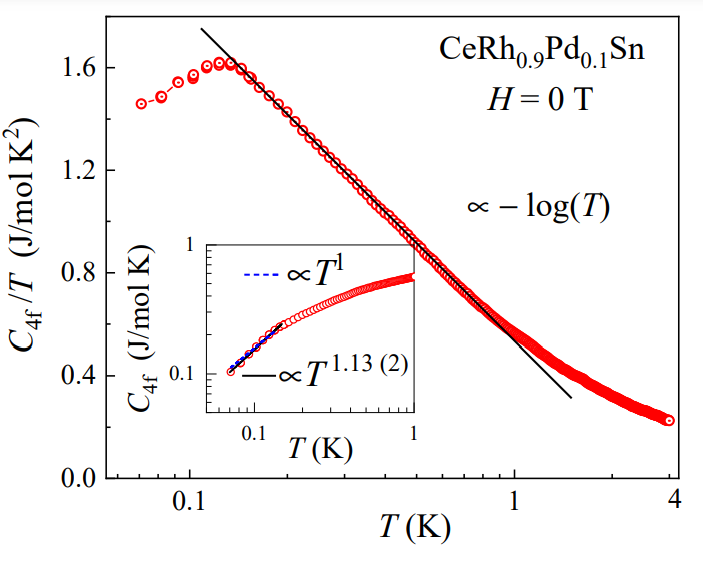 CeRh₀.₉Pd₀.₁Sn
H = 0 T
∝ − log(T)
C₄f /T (J/mol K²)
1.6
1.2
0.8
0.4
0.0
0.1
1
4
T (K)
C₄f (J/mol K)
1
0.1
∝T¹
∝T¹·¹³ ⁽²⁾
0.1
1
T (K)